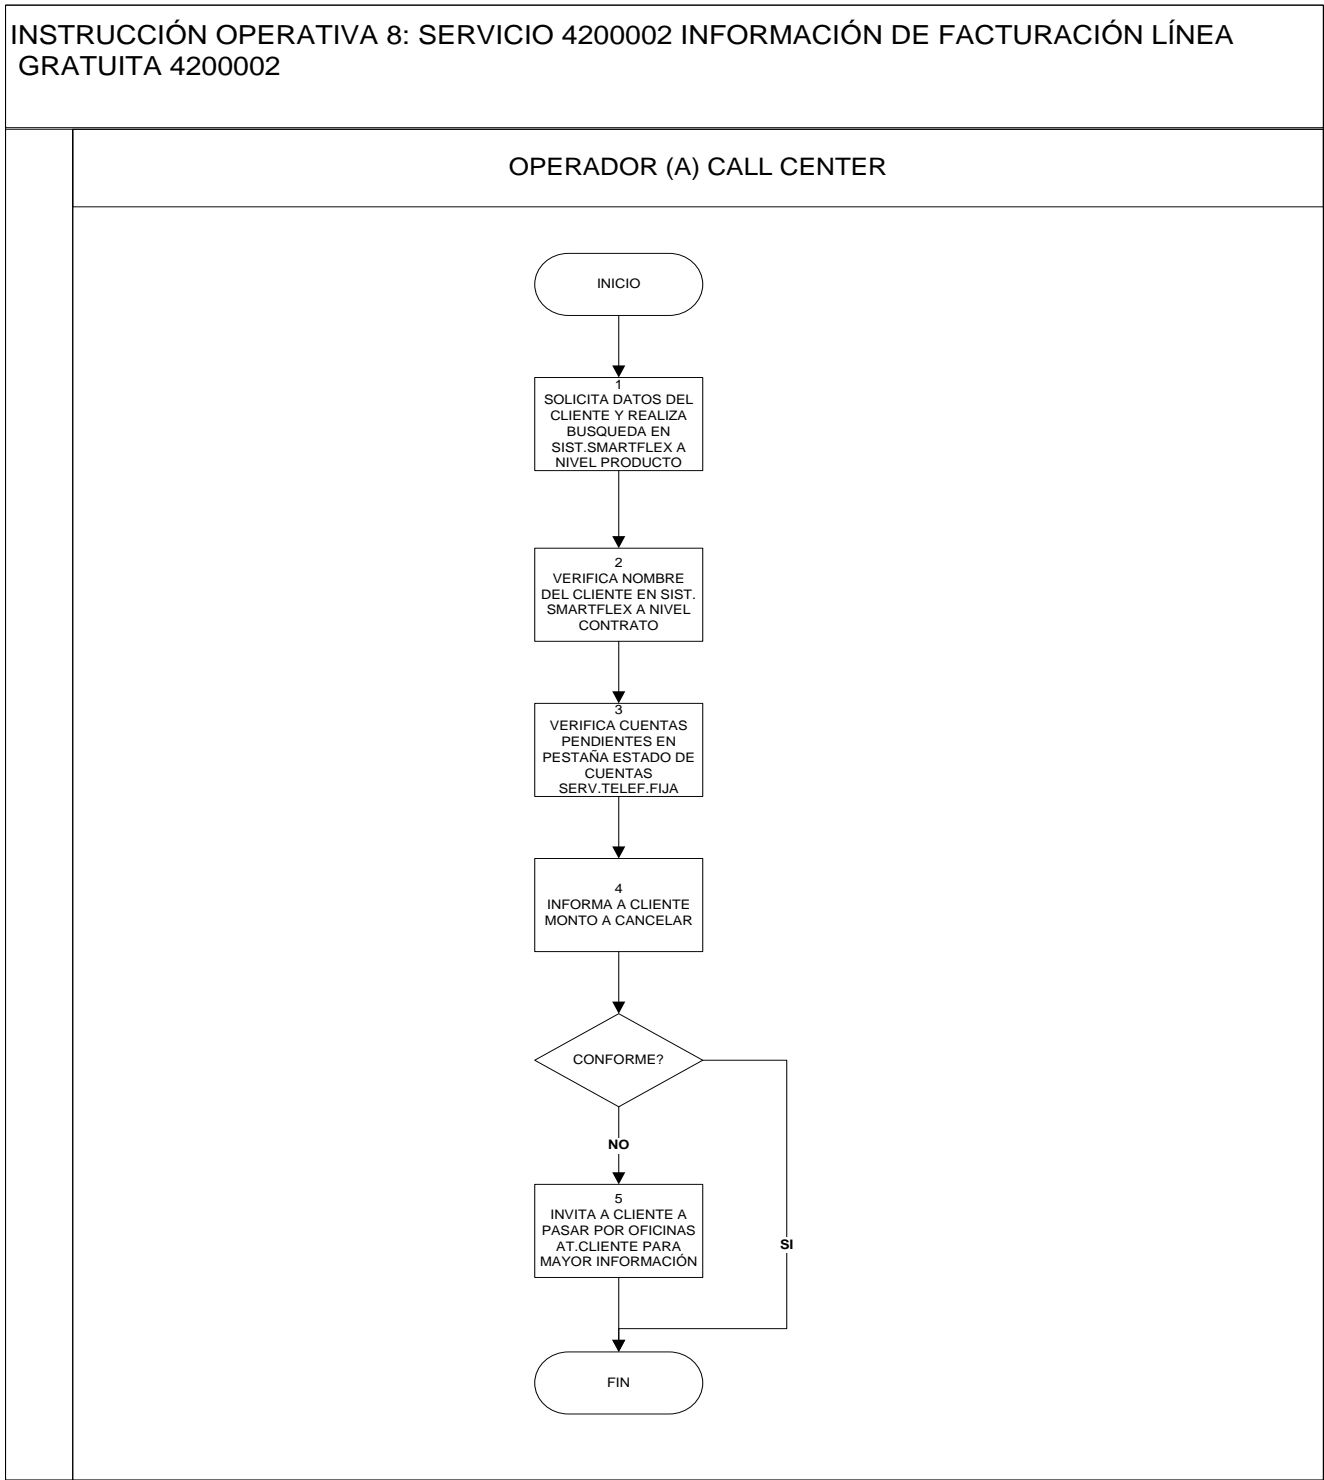 INSTRUCCIÓN OPERATIVA 8: SERVICIO 4200002 INFORMACIÓN DE FACTURACIÓN LÍNEA
GRATUITA 4200002
OPERADOR (A) CALL CENTER
INICIO
1
SOLICITA DATOS DEL
CLIENTE Y REALIZA
BUSQUEDA EN
SIST.SMARTFLEX A
NIVEL PRODUCTO
2
VERIFICA NOMBRE
DEL CLIENTE EN SIST.
SMARTFLEX A NIVEL
CONTRATO
3
VERIFICA CUENTAS
PENDIENTES EN
PESTAÑA ESTADO DE
CUENTAS
SERV.TELEF.FIJA
4
INFORMA A CLIENTE
MONTO A CANCELAR
CONFORME?
NO
5
INVITA A CLIENTE A
PASAR POR OFICINAS
AT.CLIENTE PARA
MAYOR INFORMACIÓN
SI
FIN